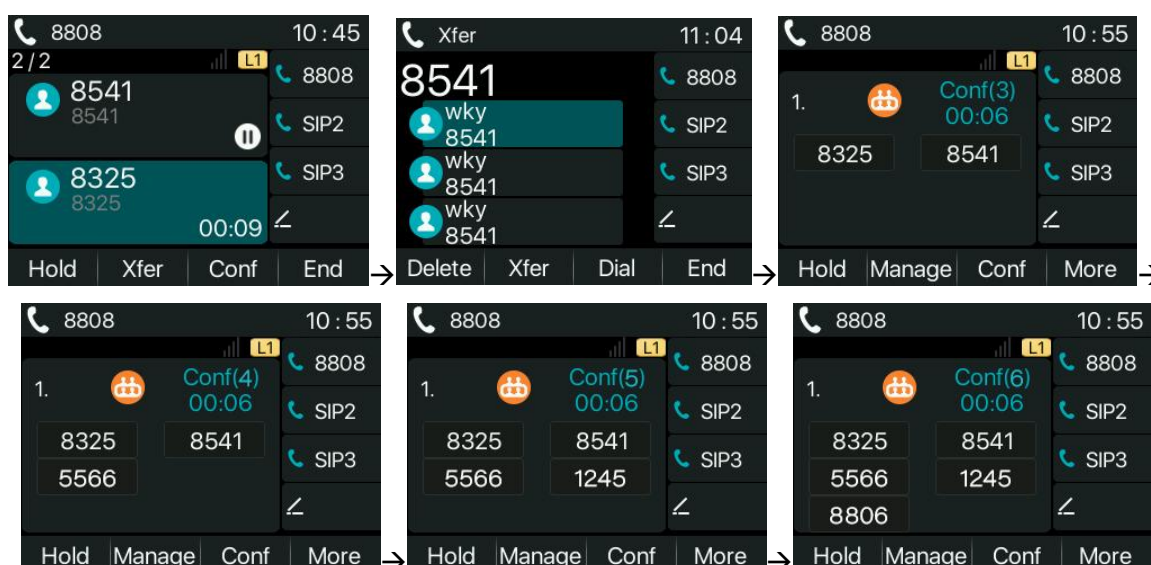 8808 10:45
2/2 L1
8541
8541
8325
8325
00:09
8808
SIP2
SIP3
Hold Xfer Conf End
→
Xfer 11:04
8541
wky
8541
wky
8541
wky
8541
8808
SIP2
SIP3
Delete Xfer Dial End
→
8808 10:55
L1
1. Conf(3)
00:06
8325 8541
8808
SIP2
SIP3
Hold Manage Conf More
→
8808 10:55
L1
1. Conf(4)
00:06
8325 8541
5566
8808
SIP2
SIP3
Hold Manage Conf More
→
8808 10:55
L1
1. Conf(5)
00:06
8325 8541
5566 1245
8808
SIP2
SIP3
Hold Manage Conf More
→
8808 10:55
L1
1. Conf(6)
00:06
8325 8541
5566 1245
8806
8808
SIP2
SIP3
Hold Manage Conf More